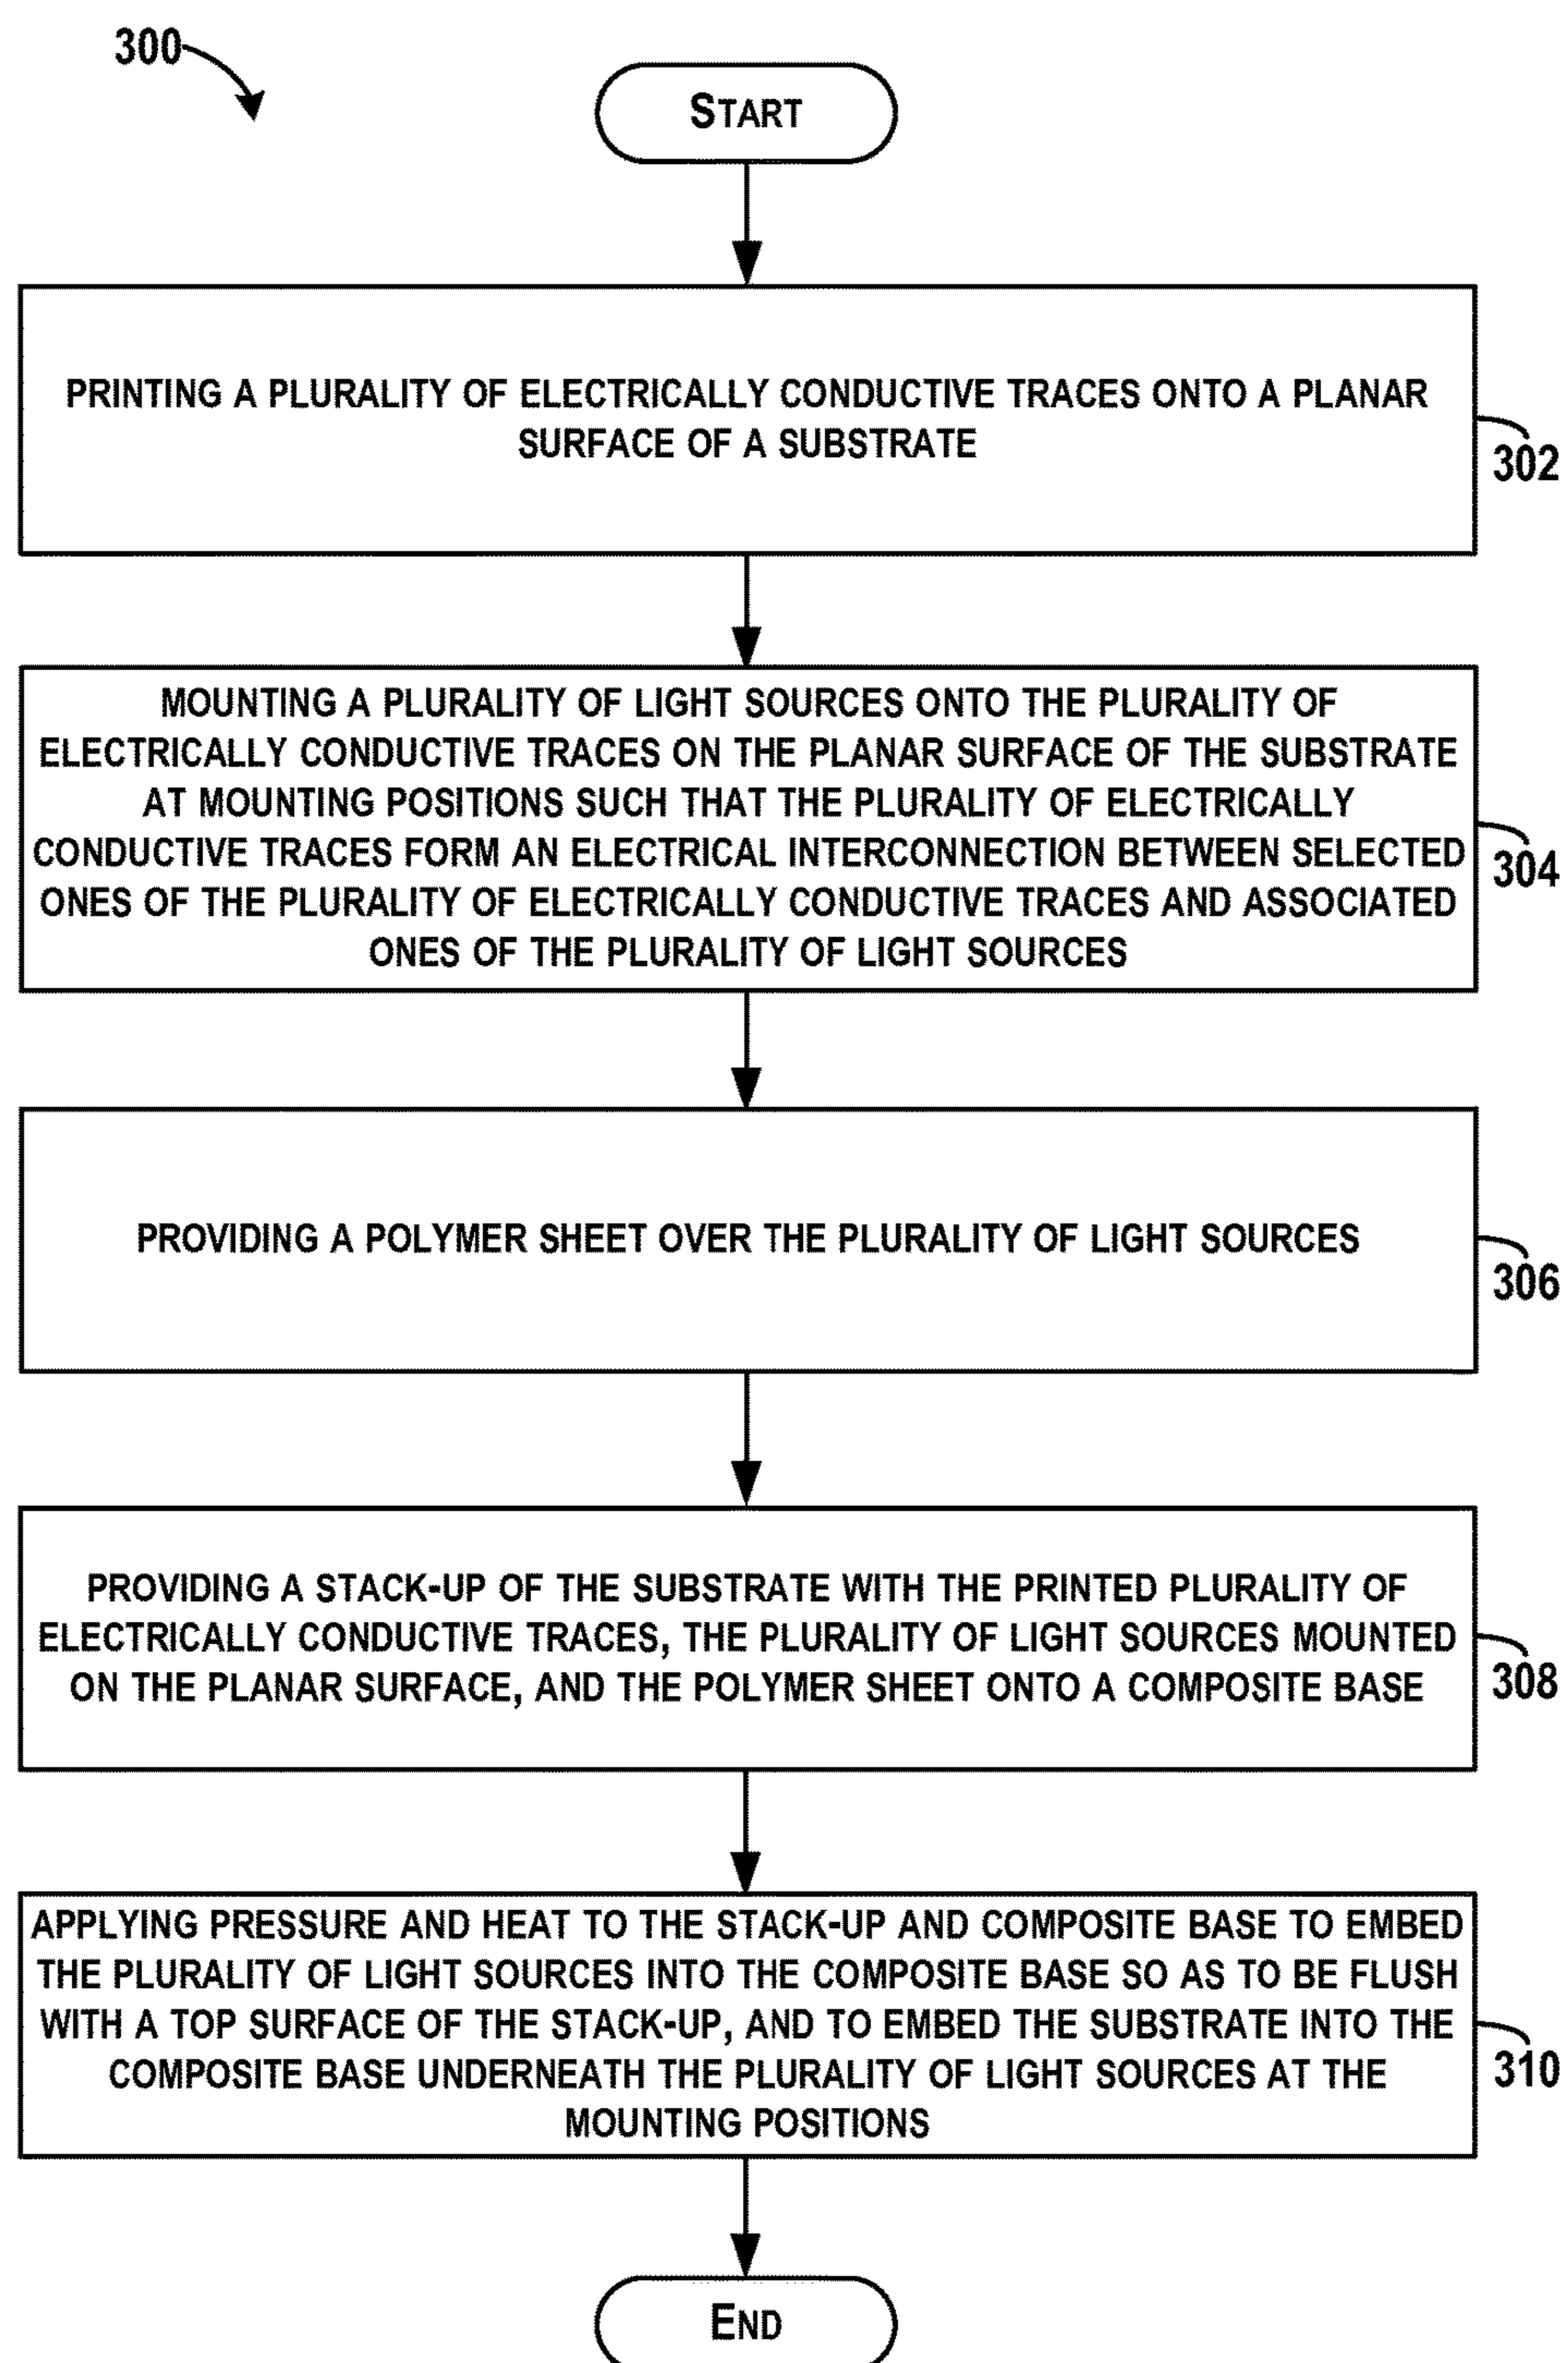 300
START
PRINTING A PLURALITY OF ELECTRICALLY CONDUCTIVE TRACES ONTO A PLANAR
SURFACE OF A SUBSTRATE
302
MOUNTING A PLURALITY OF LIGHT SOURCES ONTO THE PLURALITY OF
ELECTRICALLY CONDUCTIVE TRACES ON THE PLANAR SURFACE OF THE SUBSTRATE
AT MOUNTING POSITIONS SUCH THAT THE PLURALITY OF ELECTRICALLY
CONDUCTIVE TRACES FORM AN ELECTRICAL INTERCONNECTION BETWEEN SELECTED
ONES OF THE PLURALITY OF ELECTRICALLY CONDUCTIVE TRACES AND ASSOCIATED
ONES OF THE PLURALITY OF LIGHT SOURCES
304
PROVIDING A POLYMER SHEET OVER THE PLURALITY OF LIGHT SOURCES
306
PROVIDING A STACK-UP OF THE SUBSTRATE WITH THE PRINTED PLURALITY OF
ELECTRICALLY CONDUCTIVE TRACES, THE PLURALITY OF LIGHT SOURCES MOUNTED
ON THE PLANAR SURFACE, AND THE POLYMER SHEET ONTO A COMPOSITE BASE
308
APPLYING PRESSURE AND HEAT TO THE STACK-UP AND COMPOSITE BASE TO EMBED
THE PLURALITY OF LIGHT SOURCES INTO THE COMPOSITE BASE SO AS TO BE FLUSH
WITH A TOP SURFACE OF THE STACK-UP, AND TO EMBED THE SUBSTRATE INTO THE
COMPOSITE BASE UNDERNEATH THE PLURALITY OF LIGHT SOURCES AT THE
MOUNTING POSITIONS
310
END